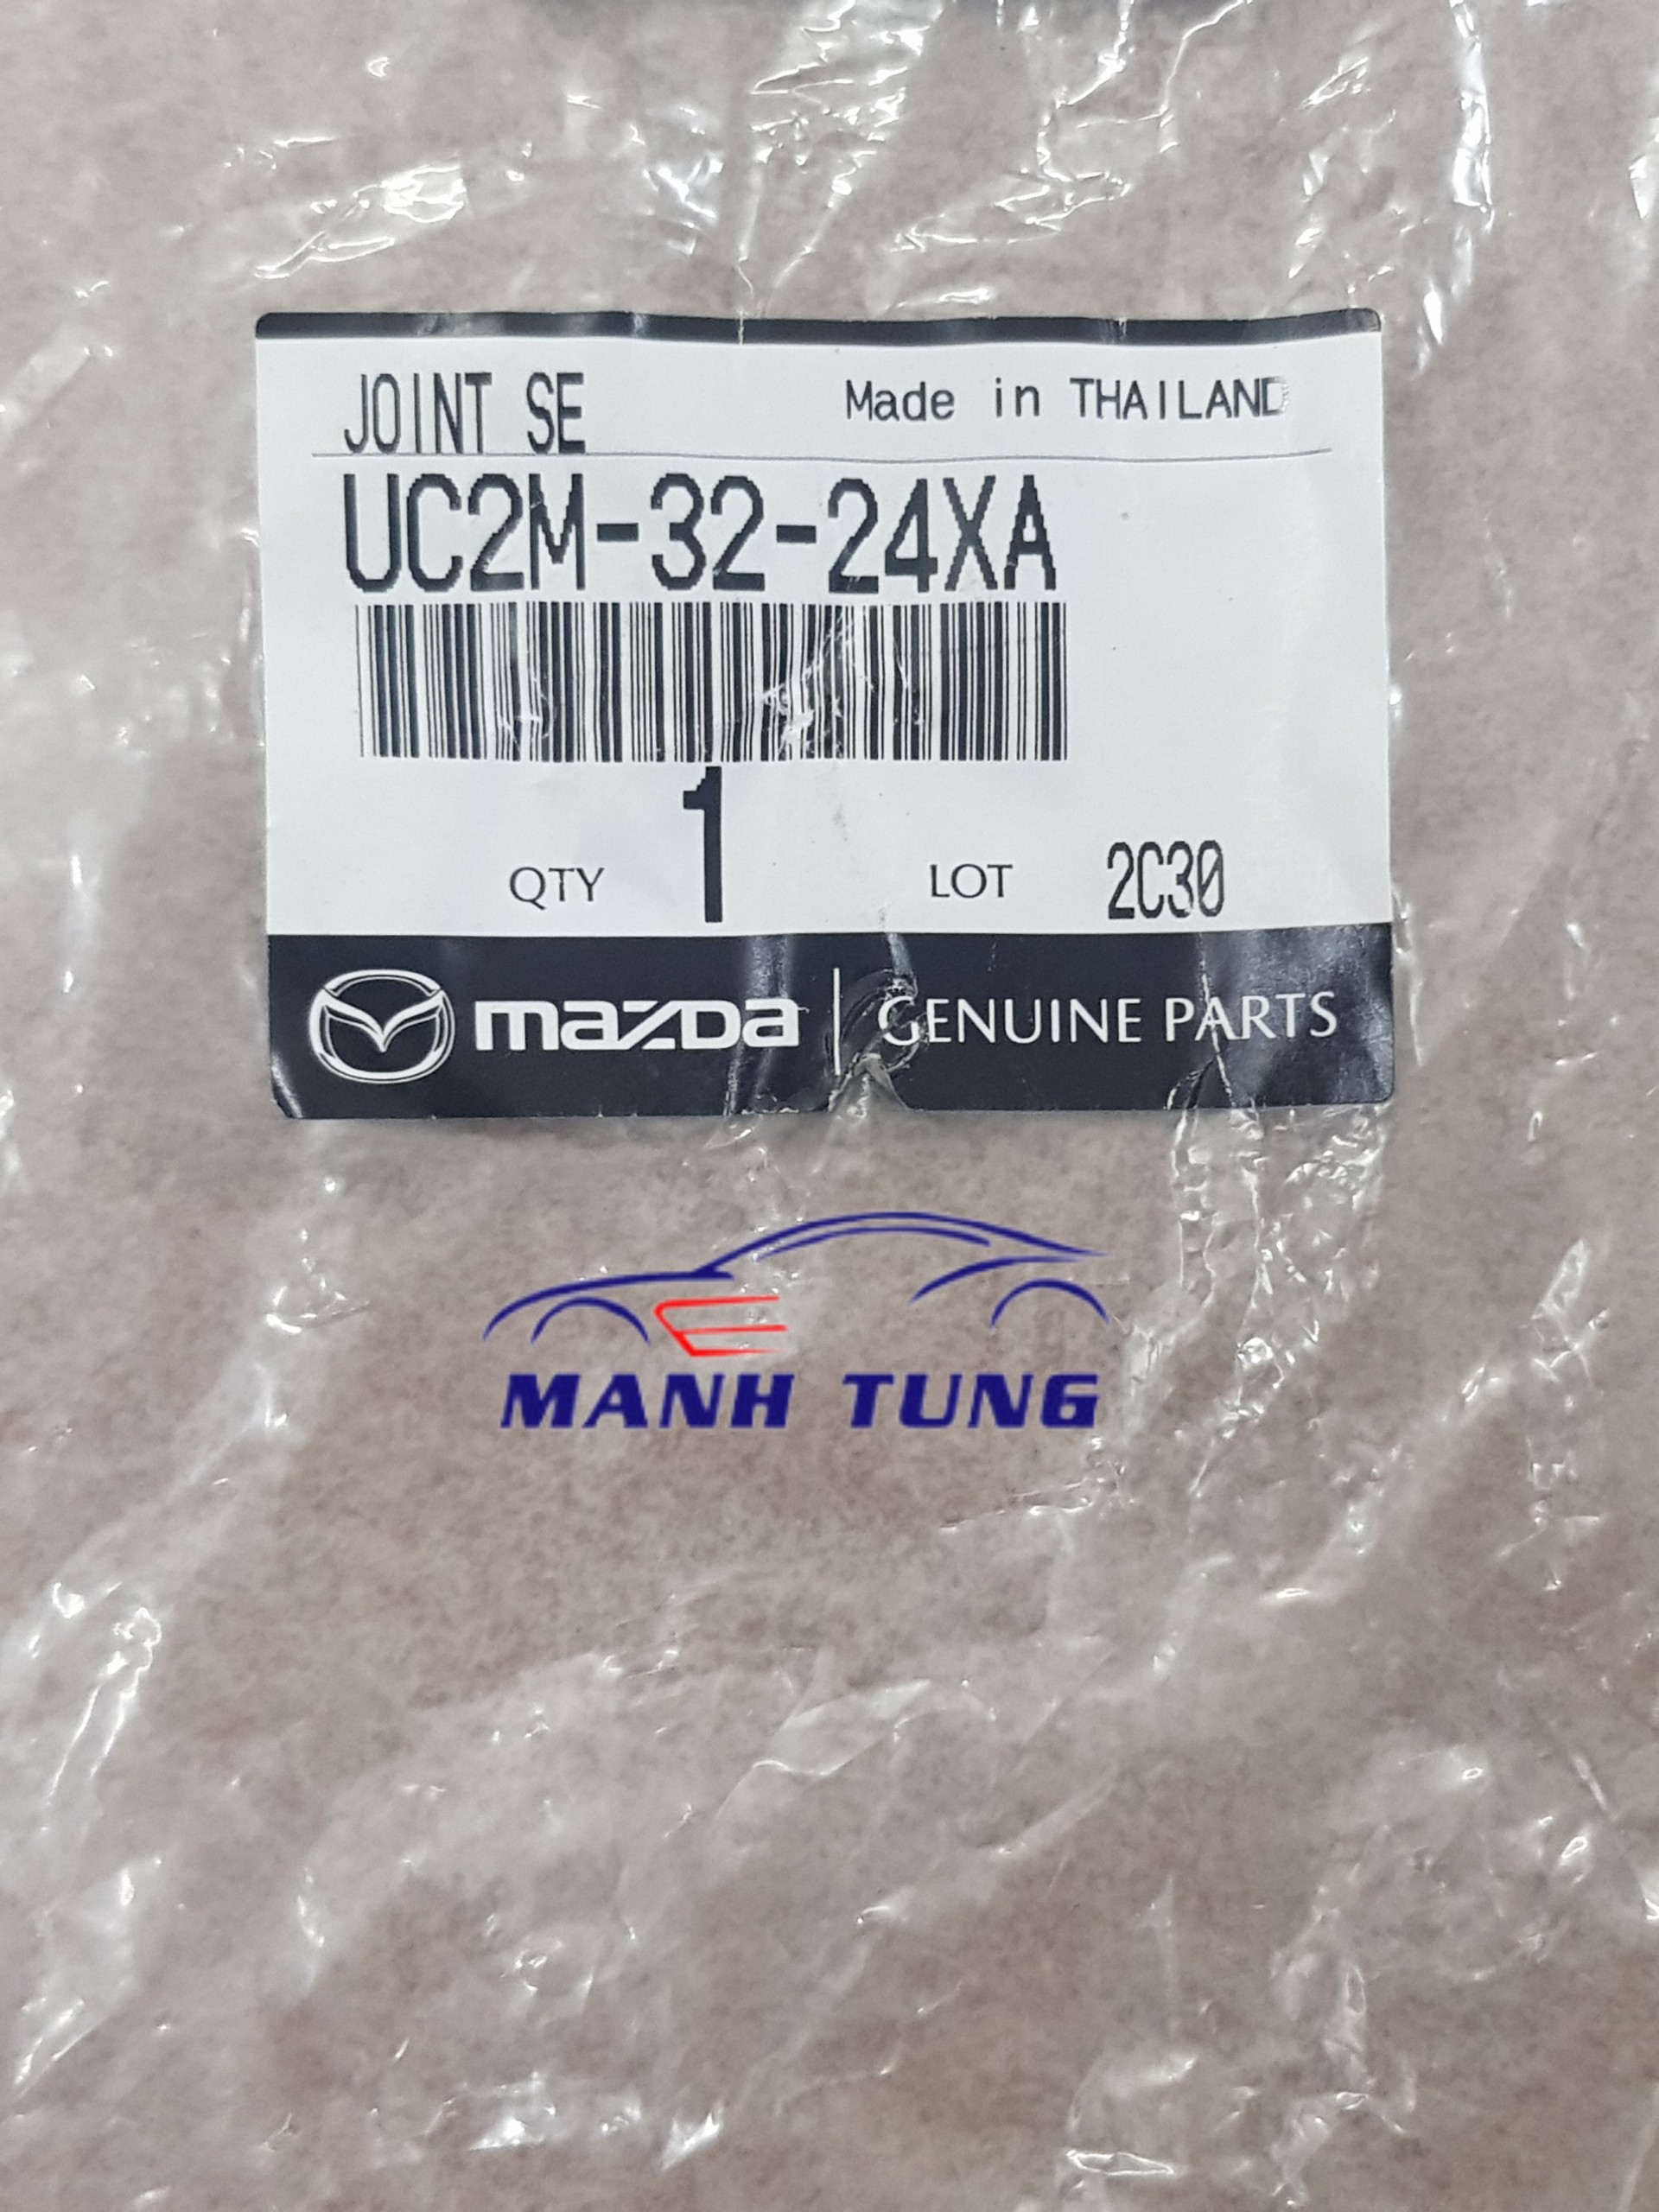 JOINT SE Made in THAILAND
UC2M-32-24XA
QTY 1 LOT 2C30
mazda GENUINE PARTS
MANH TUNG